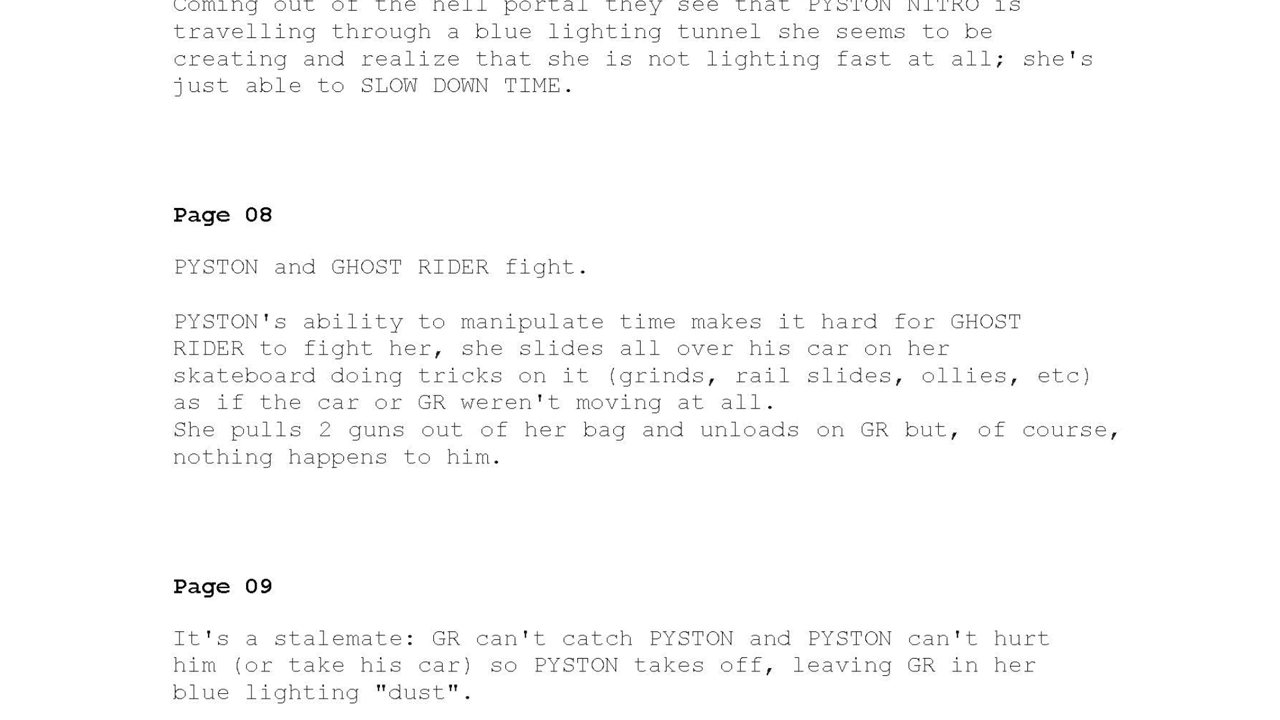 Coming out of the hell portal they see that PYSTON NITRO is
travelling through a blue lighting tunnel she seems to be
creating and realize that she is not lighting fast at all; she's
just able to SLOW DOWN TIME.
Page 08
PYSTON and GHOST RIDER fight.
PYSTON's ability to manipulate time makes it hard for GHOST
RIDER to fight her, she slides all over his car on her
skateboard doing tricks on it (grinds, rail slides, ollies, etc)
as if the car or GR weren't moving at all.
She pulls 2 guns out of her bag and unloads on GR but, of course,
nothing happens to him.
Page 09
It's a stalemate: GR can't catch PYSTON and PYSTON can't hurt
him (or take his car) so PYSTON takes off, leaving GR in her
blue lighting "dust".